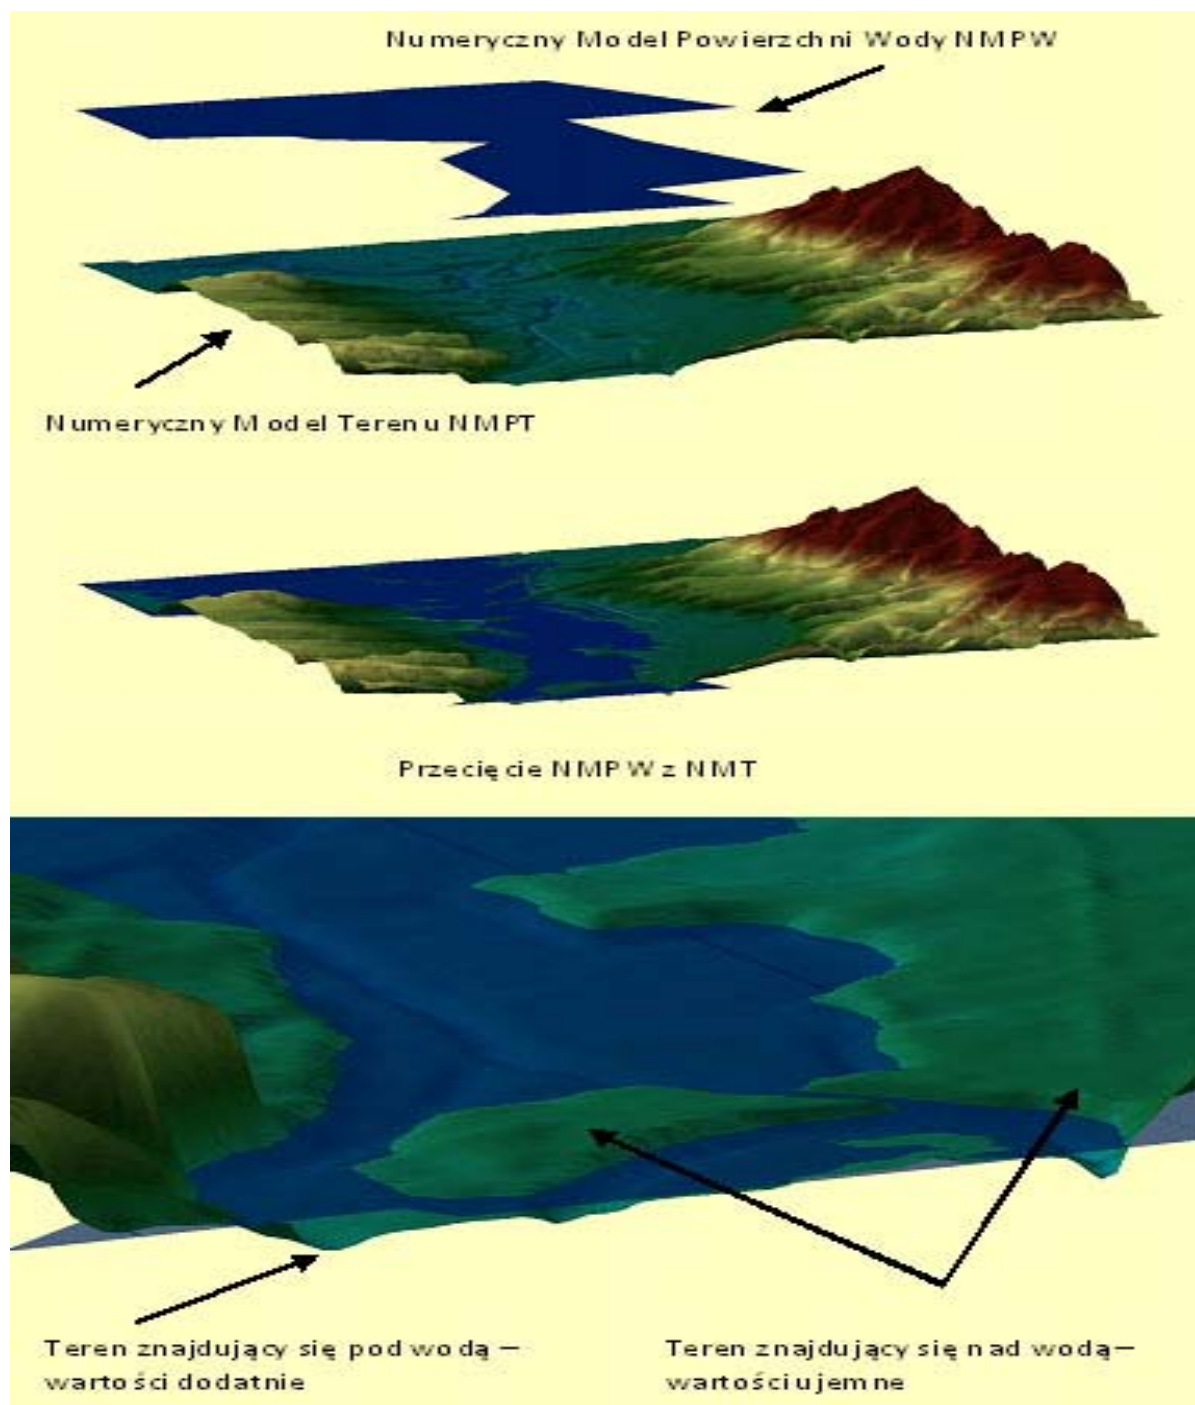 Numeryczny Model Powierzchni Wody NMPW
Numeryczny Model Terenu NMPT
Przecięcie NMPW z NMT
Teren znajdujący się pod wodą –
wartości dodatnie
Teren znajdujący się nad wodą–
wartości ujemne